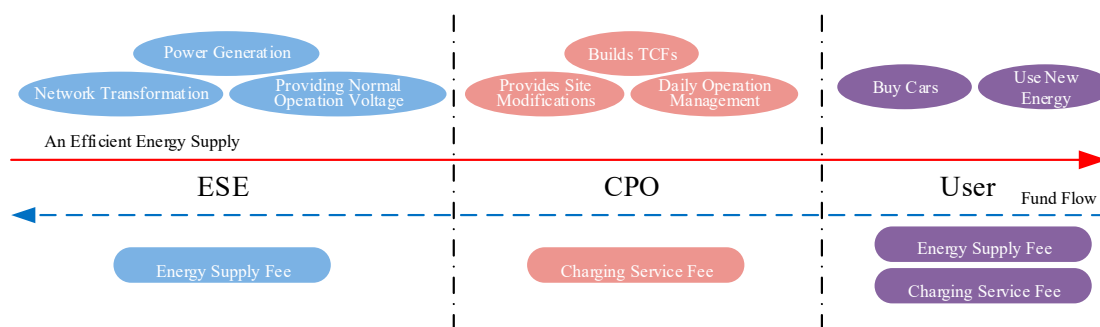 Power Generation
Network Transformation
Providing Normal
Operation Voltage
Builds TCFs
Provides Site
Modifications
Daily Operation
Management
Buy Cars
Use New
Energy
An Efficient Energy Supply
ESE
CPO
User
Fund Flow
Energy Supply Fee
Charging Service Fee
Energy Supply Fee
Charging Service Fee